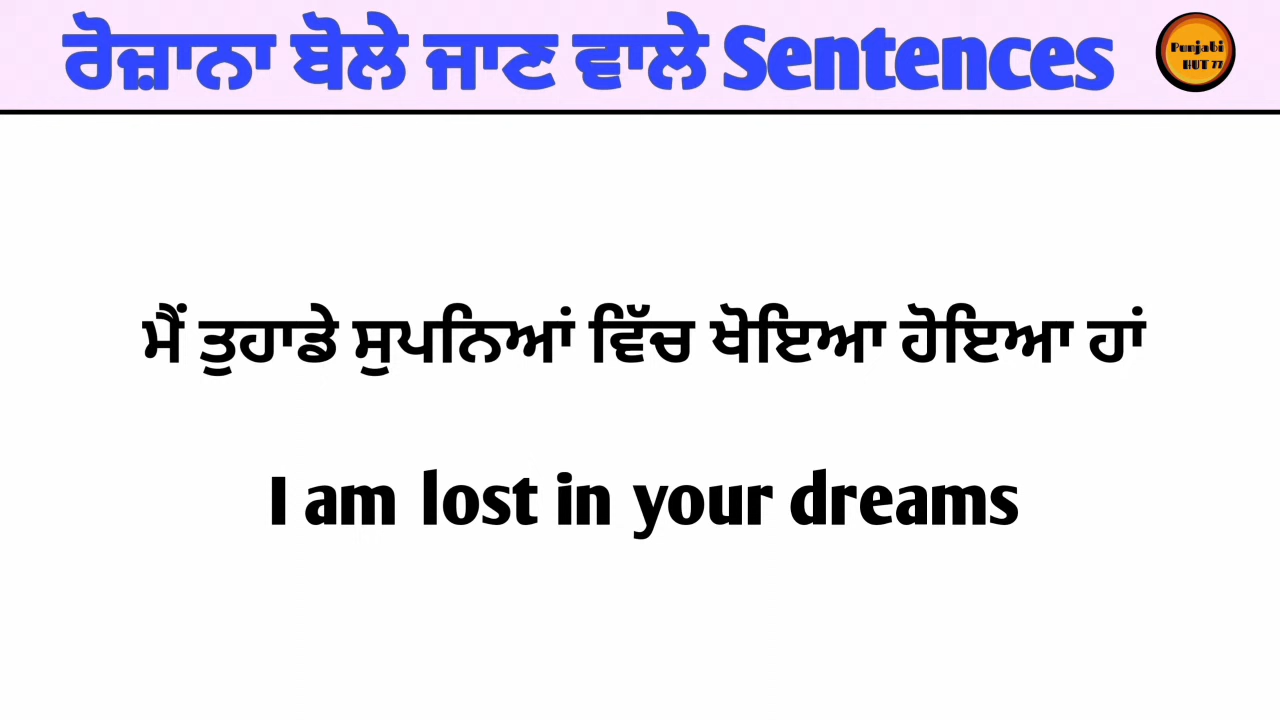 ਰੋਜ਼ਾਨਾ ਬੋਲੇ ਜਾਣ ਵਾਲੇ Sentences
Punjabi
HUT 77
ਮੈਂ ਤੁਹਾਡੇ ਸੁਪਨਿਆਂ ਵਿੱਚ ਖੋਇਆ ਹੋਇਆ ਹਾਂ
I am lost in your dreams